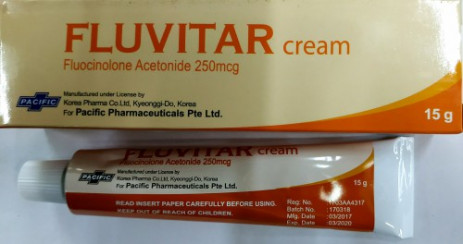 FLUVITAR cream
Fluocinolone Acetonide 250mcg
Manufactured under License by
PACIFIC
Korea Pharma Co.Ltd, Kyeonggi-Do, Korea
For Pacific Pharmaceuticals Pte Ltd.
15 g
FLUVITAR cream
Fluocinolone Acetonide 250mcg
Manufactured under License by
PACIFIC
Korea Pharma Co.Ltd, Kyeonggi-Do, Korea
For Pacific Pharmaceuticals Pte Ltd.
15 g
READ INSERT PAPER CAREFULLY BEFORE USING.
KEEP OUT OF REACH OF CHILDREN.
Reg. No.
Batch No. : 170318
Mfg. Date : 03/2017
Exp. Date : 03/2020